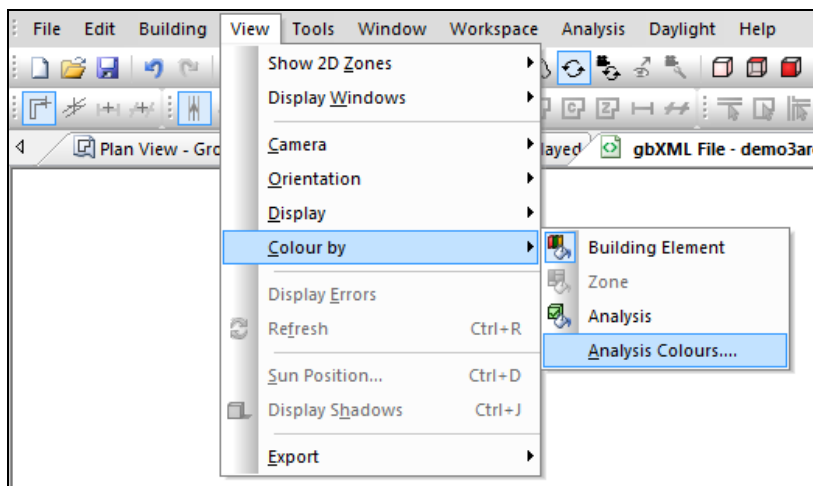 File Edit Building View Tools Window Workspace Analysis Daylight Help
Show 2D Zones
Display Windows
Plan View - Gro
layed
gbXML File - demo3ar
Camera
Orientation
Display
Colour by
Building Element
Zone
Display Errors
Analysis
Refresh Ctrl+R
Analysis Colours....
Sun Position... Ctrl+D
Display Shadows Ctrl+J
Export